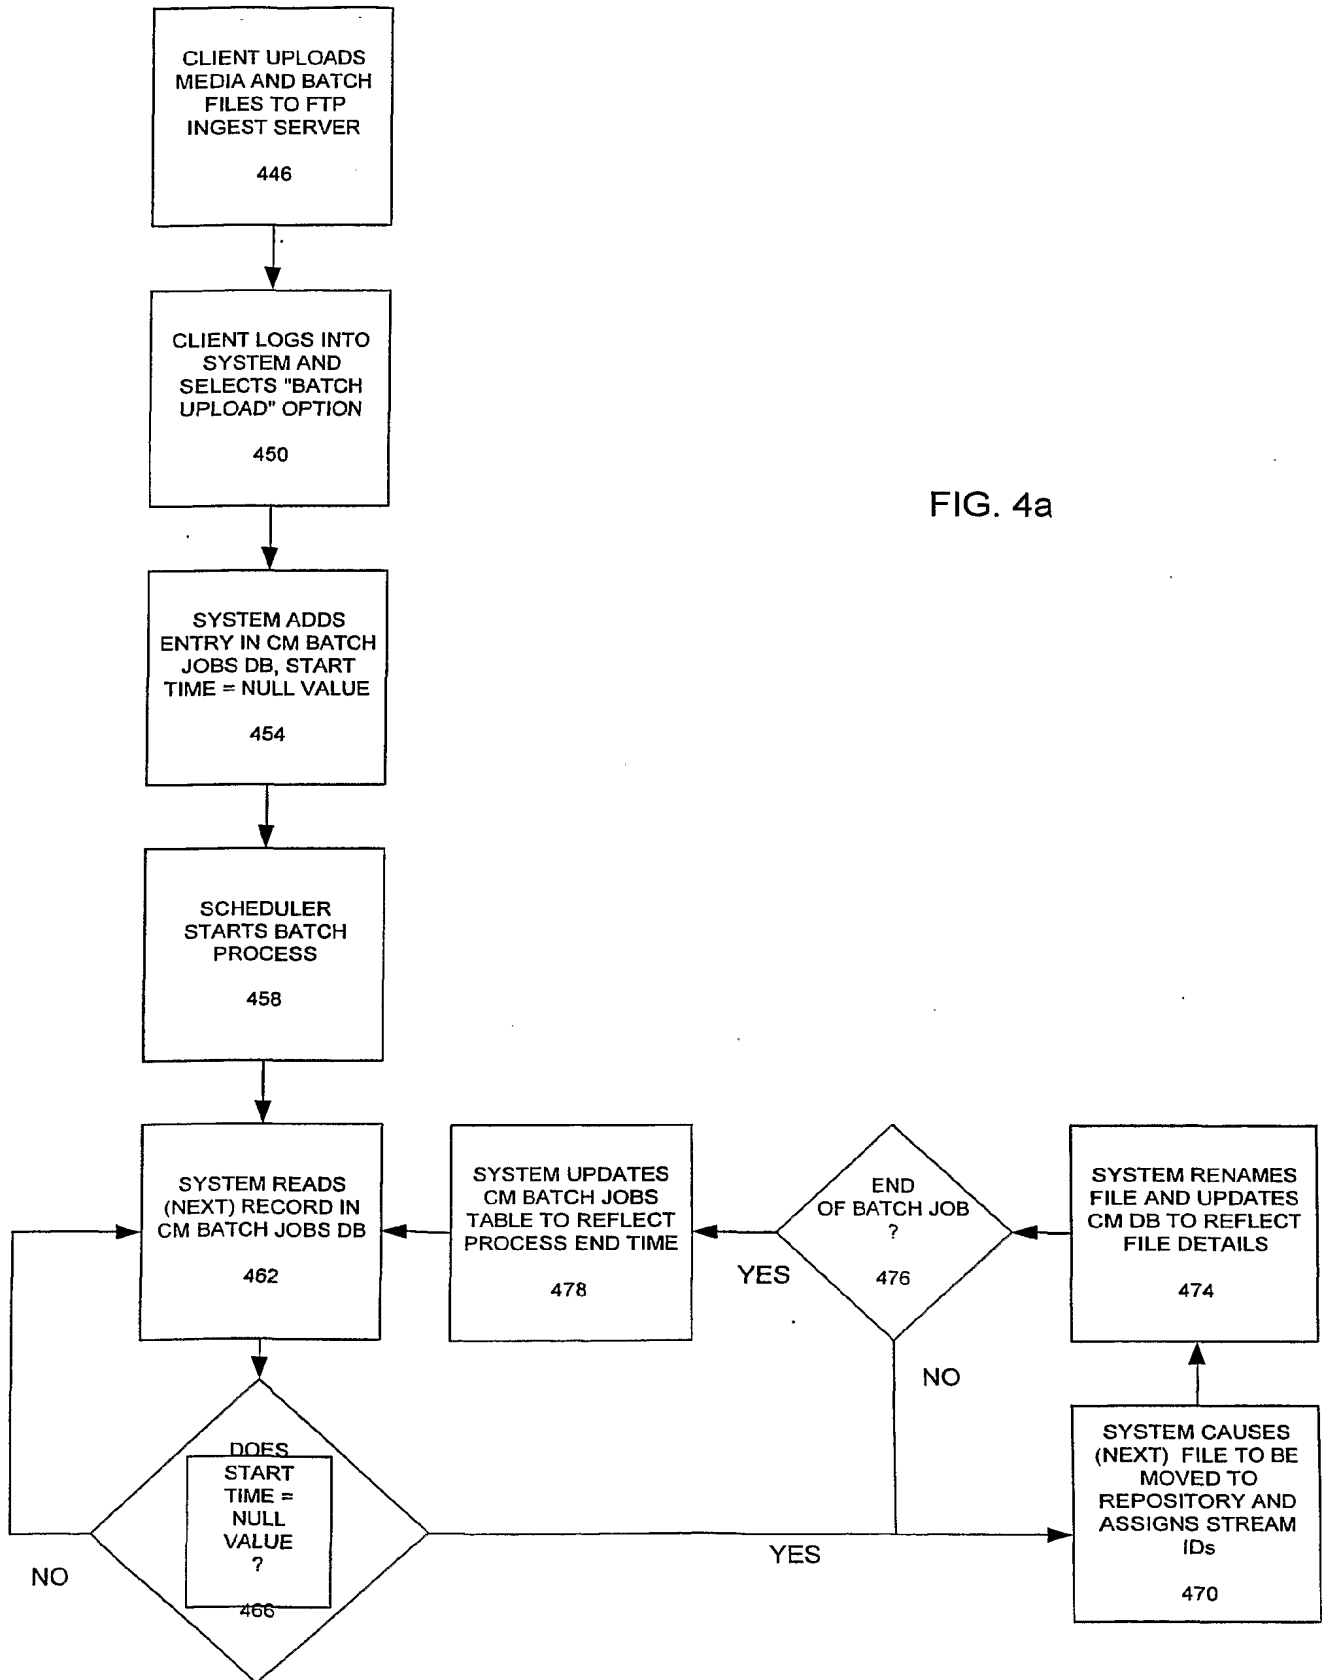 CLIENT UPLOADS
MEDIA AND BATCH
FILES TO FTP
INGEST SERVER
446
CLIENT LOGS INTO
SYSTEM AND
SELECTS "BATCH
UPLOAD" OPTION
450
FIG. 4a
SYSTEM ADDS
ENTRY IN CM BATCH
JOBS DB, START
TIME = NULL VALUE
454
SCHEDULER
STARTS BATCH
PROCESS
458
SYSTEM READS
(NEXT) RECORD IN
CM BATCH JOBS DB
462
SYSTEM UPDATES
CM BATCH JOBS
TABLE TO REFLECT
PROCESS END TIME
478
END
OF BATCH JOB
?
476
YES
NO
SYSTEM RENAMES
FILE AND UPDATES
CM DB TO REFLECT
FILE DETAILS
474
DOES
START
TIME =
NULL
VALUE
?
466
NO
YES
SYSTEM CAUSES
(NEXT) FILE TO BE
MOVED TO
REPOSITORY AND
ASSIGNS STREAM
IDs
470